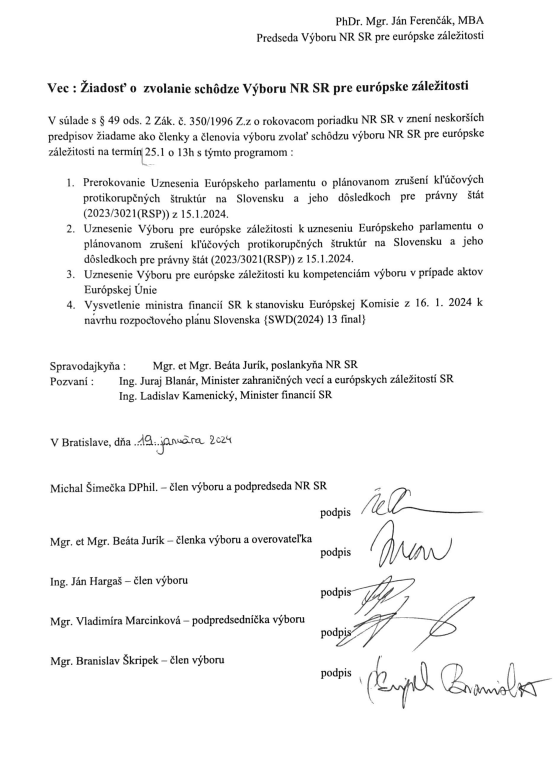 PhDr. Mgr. Ján Ferenčák, MBA
Predseda Výboru NR SR pre európske záležitosti
Vec : Žiadosť o zvolanie schôdze Výboru NR SR pre európske záležitosti
V súlade s § 49 ods. 2 Zák. č. 350/1996 Z.z o rokovacom poriadku NR SR v znení neskorších
predpisov žiadame ako členky a členovia výboru zvolať schôdzu výboru NR SR pre európske
záležitosti na termín 25.1 o 13h s týmto programom :
1. Prerokovanie Uznesenia Európskeho parlamentu o plánovanom zrušení kľúčových
protikorupčných štruktúr na Slovensku a jeho dôsledkoch pre právny štát
(2023/3021(RSP)) z 15.1.2024.
2. Uznesenie Výboru pre európske záležitosti k uzneseniu Európskeho parlamentu o
plánovanom zrušení kľúčových protikorupčných štruktúr na Slovensku a jeho
dôsledkoch pre právny štát (2023/3021(RSP)) z 15.1.2024.
3. Uznesenie Výboru pre európske záležitosti ku kompetenciám výboru v prípade aktov
Európskej Únie
4. Vysvetlenie ministra financií SR k stanovisku Európskej Komisie z 16. 1. 2024 k
návrhu rozpočtového plánu Slovenska {SWD(2024) 13 final}
Spravodajkyňa : Mgr. et Mgr. Beáta Jurík, poslankyňa NR SR
Pozvaní : Ing. Juraj Blanár, Minister zahraničných vecí a európskych záležitostí SR
Ing. Ladislav Kamenický, Minister financií SR
V Bratislave, dňa 19. januára 2024
Michal Šimečka DPhil. – člen výboru a podpredseda NR SR
podpis
Mgr. et Mgr. Beáta Jurík – členka výboru a overovateľka
podpis
Ing. Ján Hargaš – člen výboru
podpis
Mgr. Vladimíra Marcinková – podpredsedníčka výboru
podpis
Mgr. Branislav Škripek – člen výboru
podpis